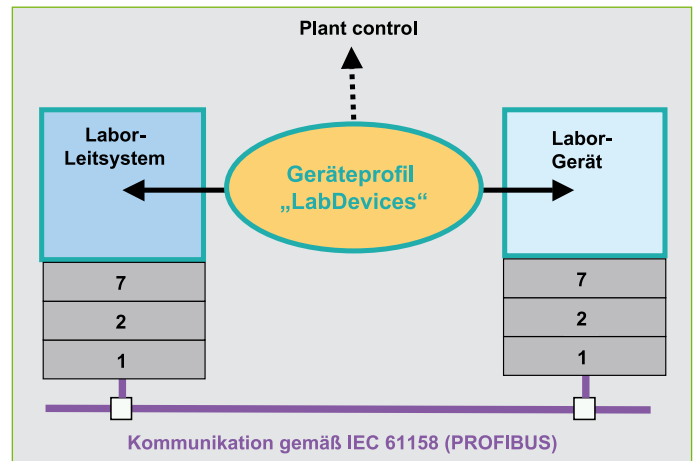 Plant control
Labor-
Leitsystem
Geräteprofil
„LabDevices“
Labor-
Gerät
7
2
1
7
2
1
Kommunikation gemäß IEC 61158 (PROFIBUS)